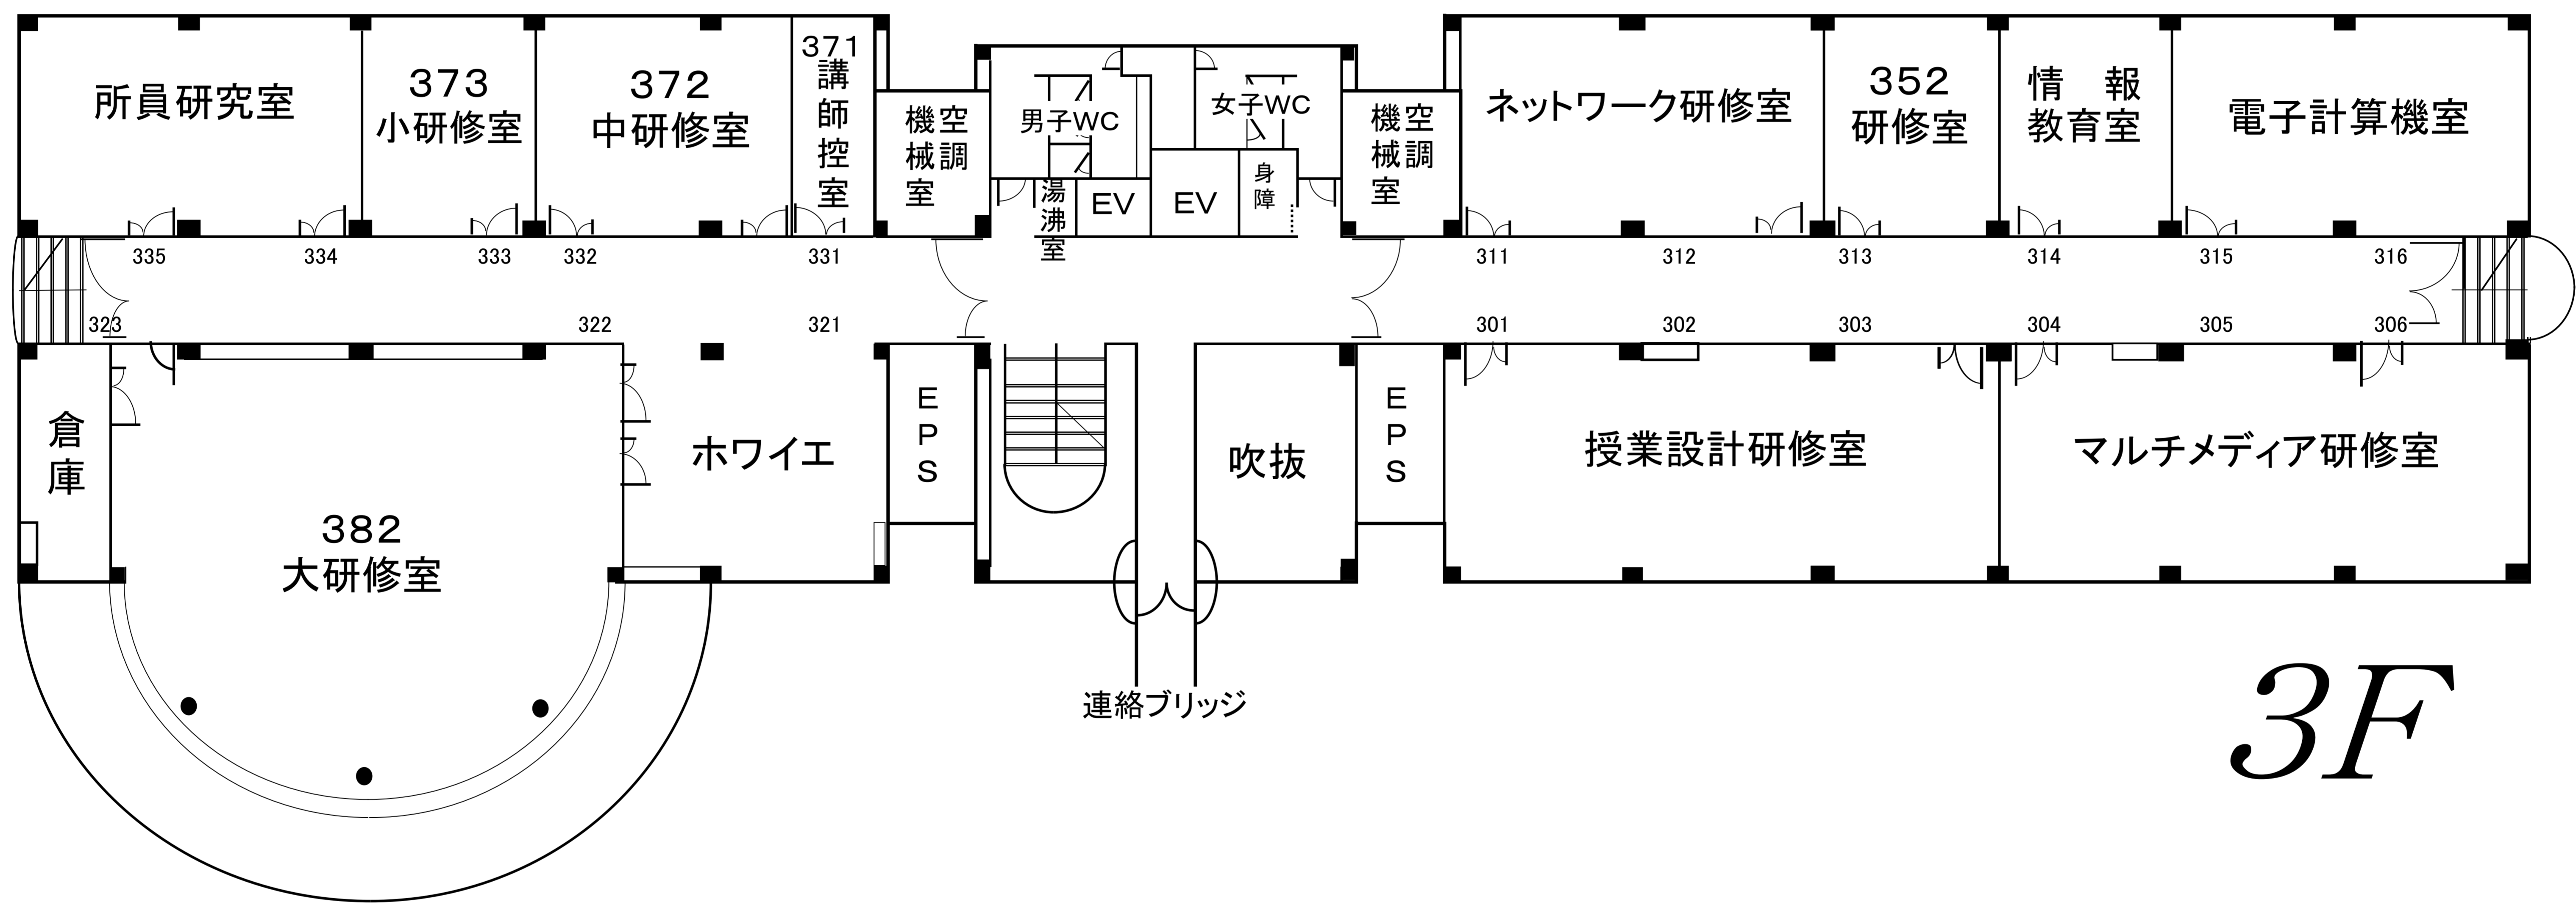 所員研究室
373
小研修室
372
中研修室
371
講師控室
空調
機械室
男子WC
女子WC
空調
機械室
湯沸室
EV
EV
身障
ネットワーク研修室
352
研修室
情　報
教育室
電子計算機室
335
334
333
332
331
311
312
313
314
315
316
323
322
321
301
302
303
304
305
306
倉庫
382
大研修室
ホワイエ
EPS
吹抜
EPS
授業設計研修室
マルチメディア研修室
連絡ブリッジ
3F